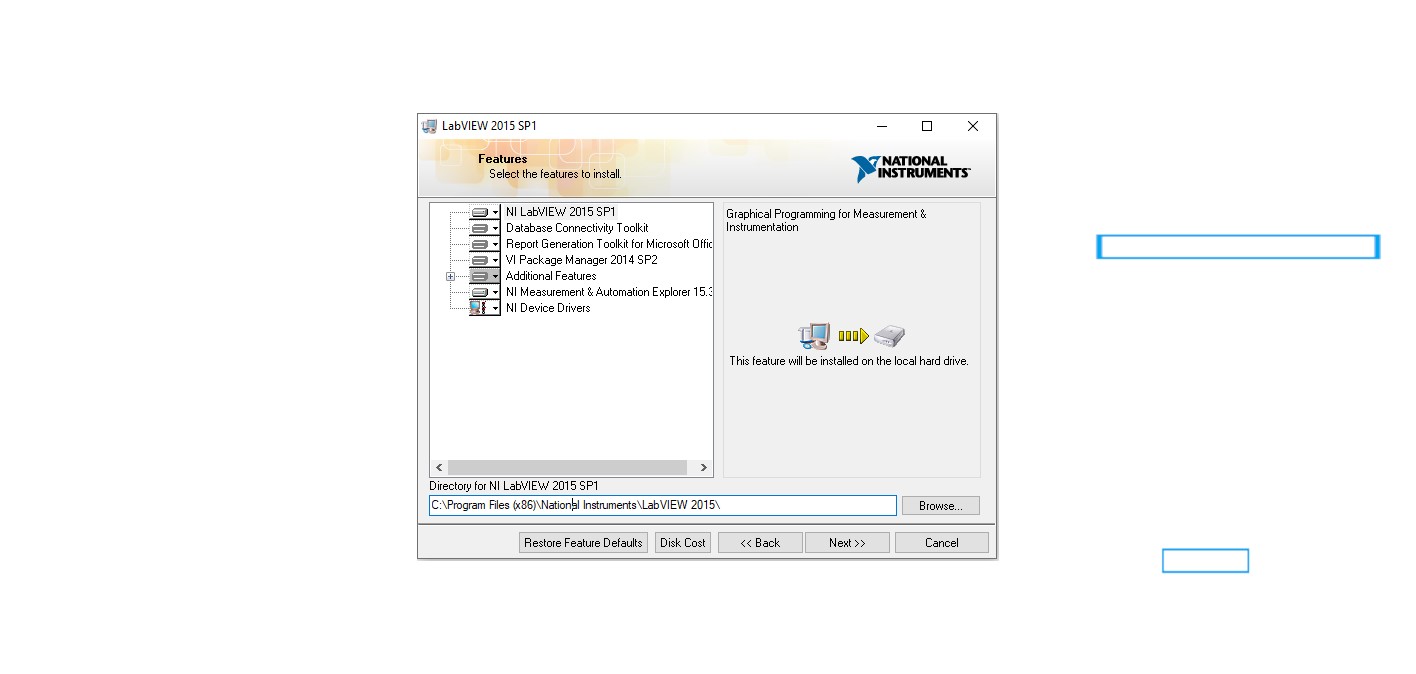 LabVIEW 2015 SP1
Features
Select the features to install.
NATIONAL
INSTRUMENTS™
NI LabVIEW 2015 SP1
Database Connectivity Toolkit
Report Generation Toolkit for Microsoft
VI Package Manager 2014 SP2
Additional Features
NI Measurement & Automation Explorer 15.
NI Device Drivers
Graphical Programming for Measurement &
Instrumentation
This feature will be installed on the local hard drive.
Directory for NI LabVIEW 2015 SP1
C:\Program Files (x86)\National Instruments\LabVIEW 2015\
Browse...
Restore Feature Defaults
Disk Cost
<< Back
Next >>
Cancel